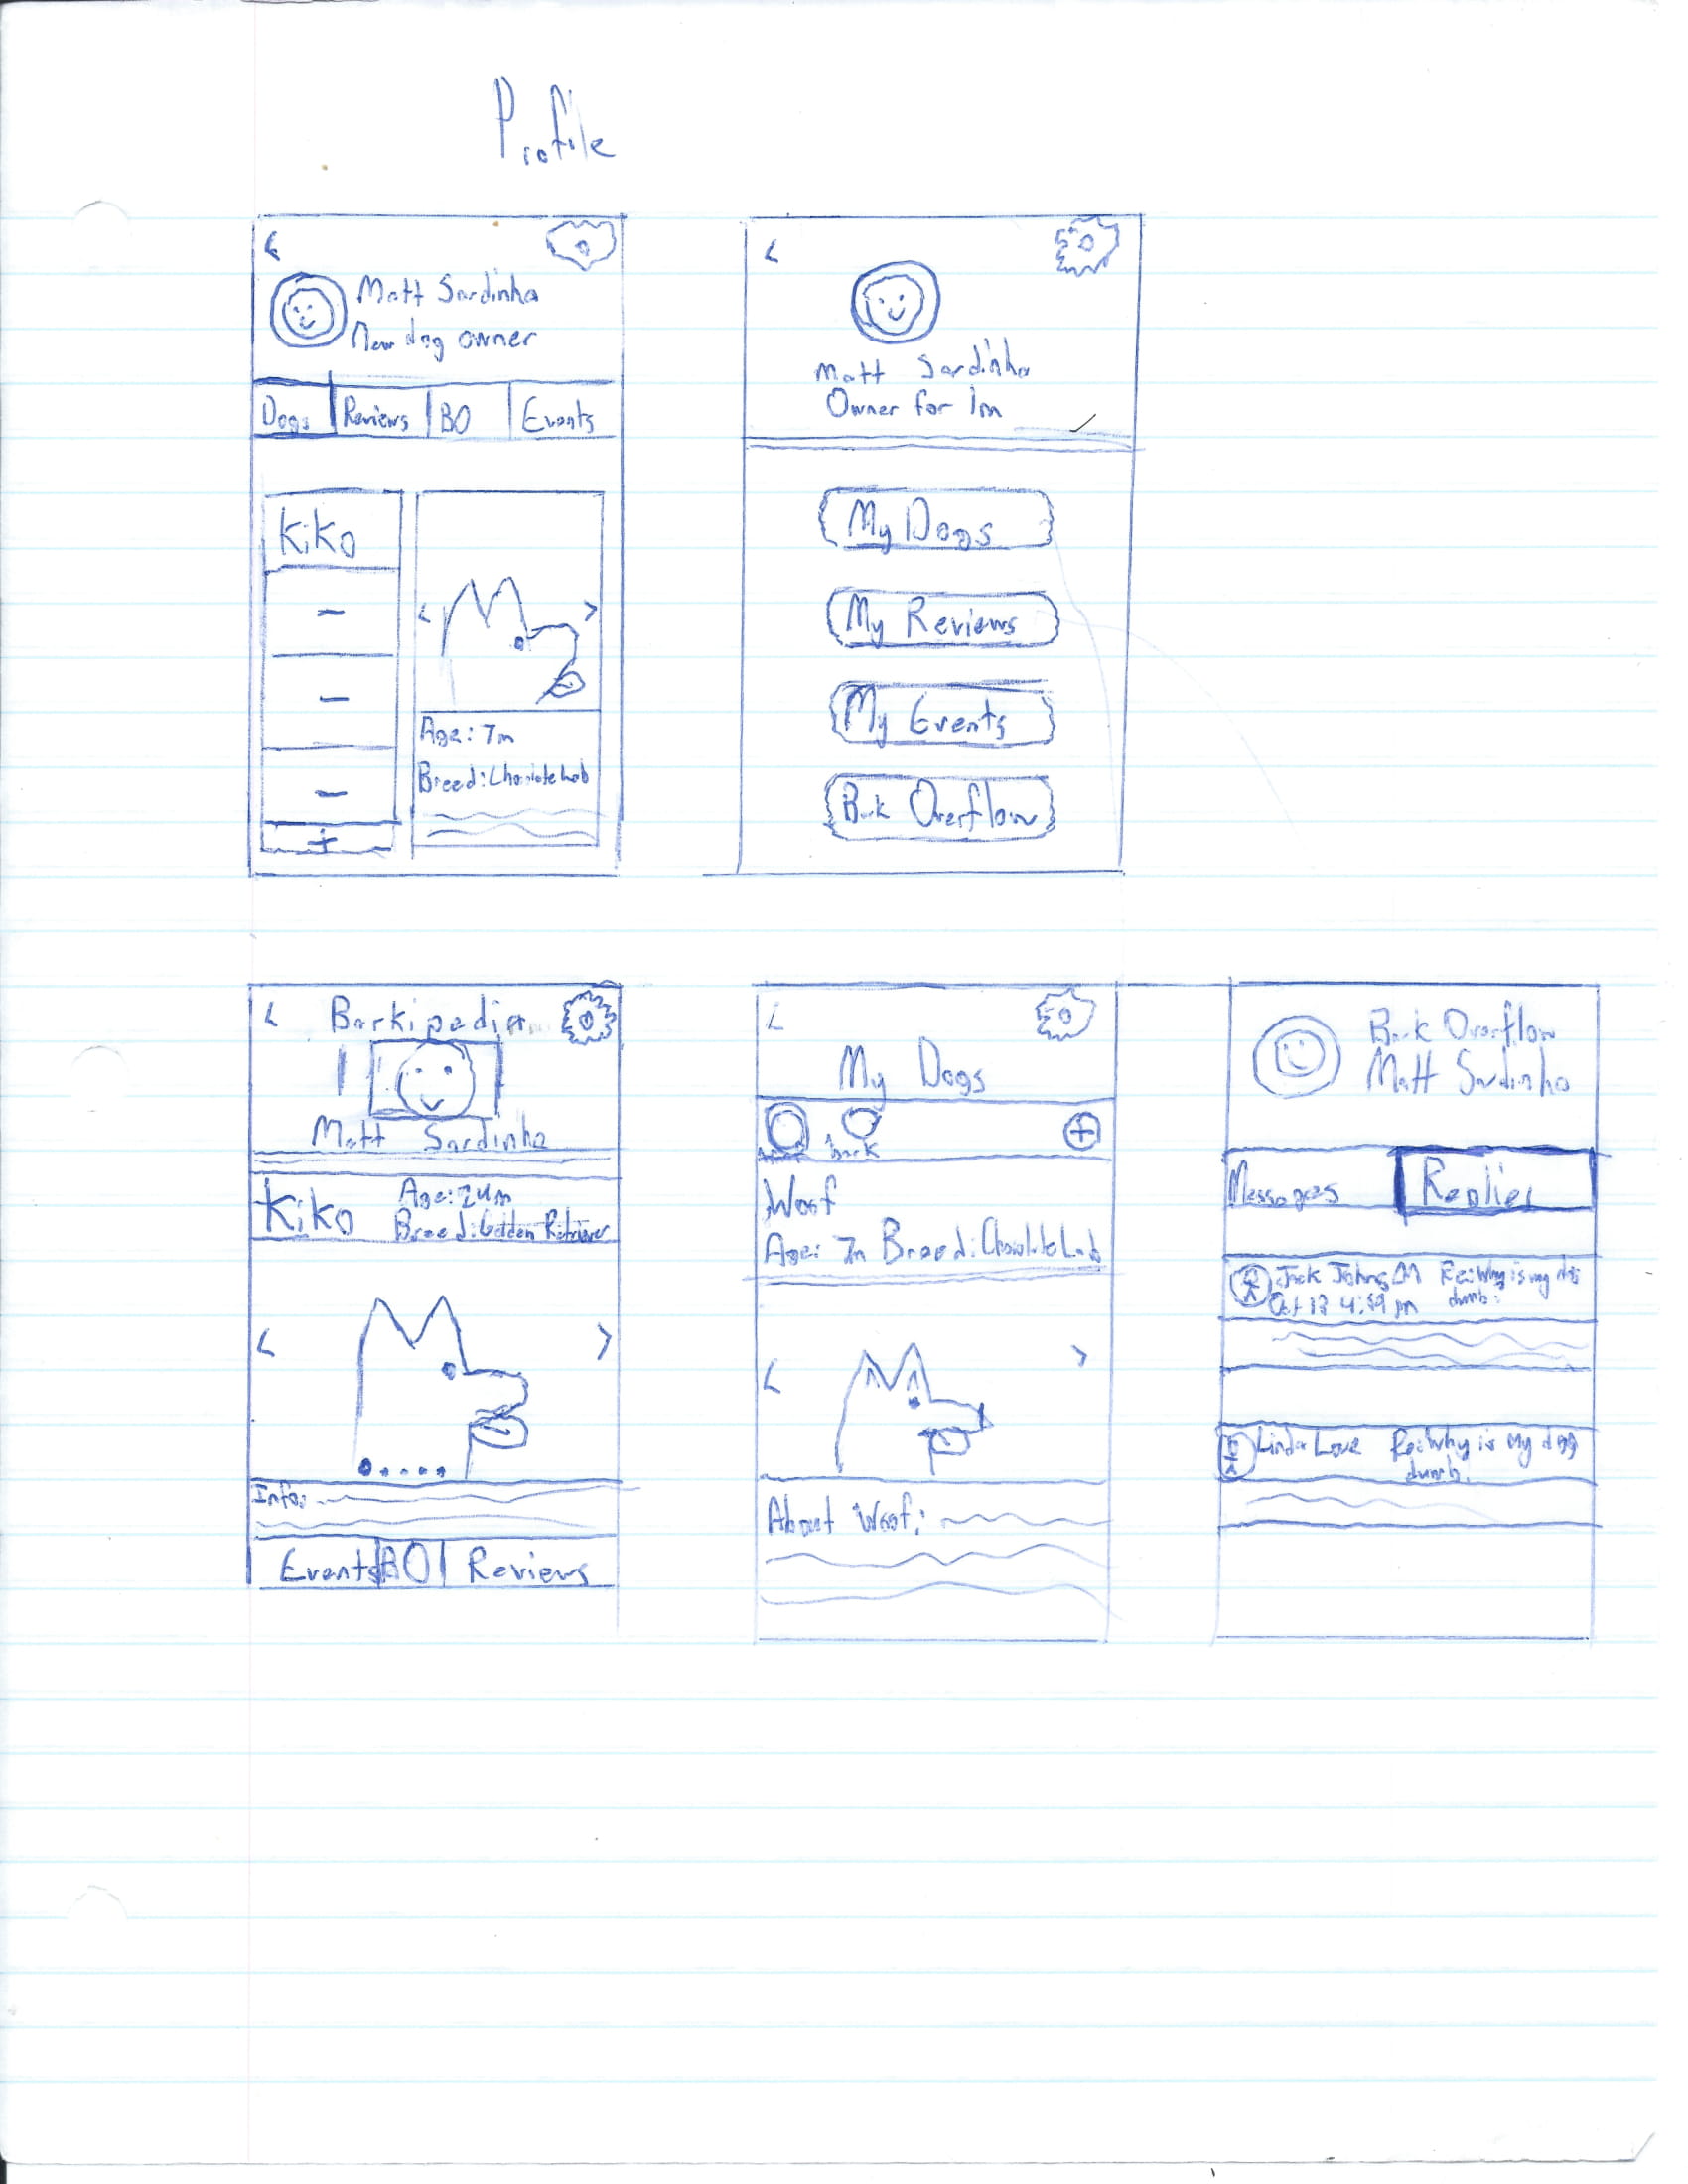 Profile
Matt Sardinha
New dog owner
Dogs Reviews BO Events
Kiko
Age: 7m
Breed: Chocolate Lab
Matt Sardinha
Owner for 1m
My Dogs
My Reviews
My Events
Bark Overflow
Barkipedia
Matt Sardinha
Kiko
Age: 24m
Breed: Golden Retriever
Info:
Events BO Reviews
My Dogs
bark
Woof
Age: 7m Breed: Chocolate Lab
About Woof:
Bark Overflow
Matt Sardinha
Messages Replies
Jack Re: Why is my dog
Oct 13 4:59 pm dumb.
Linda Love Re: Why is my dog
dumb.